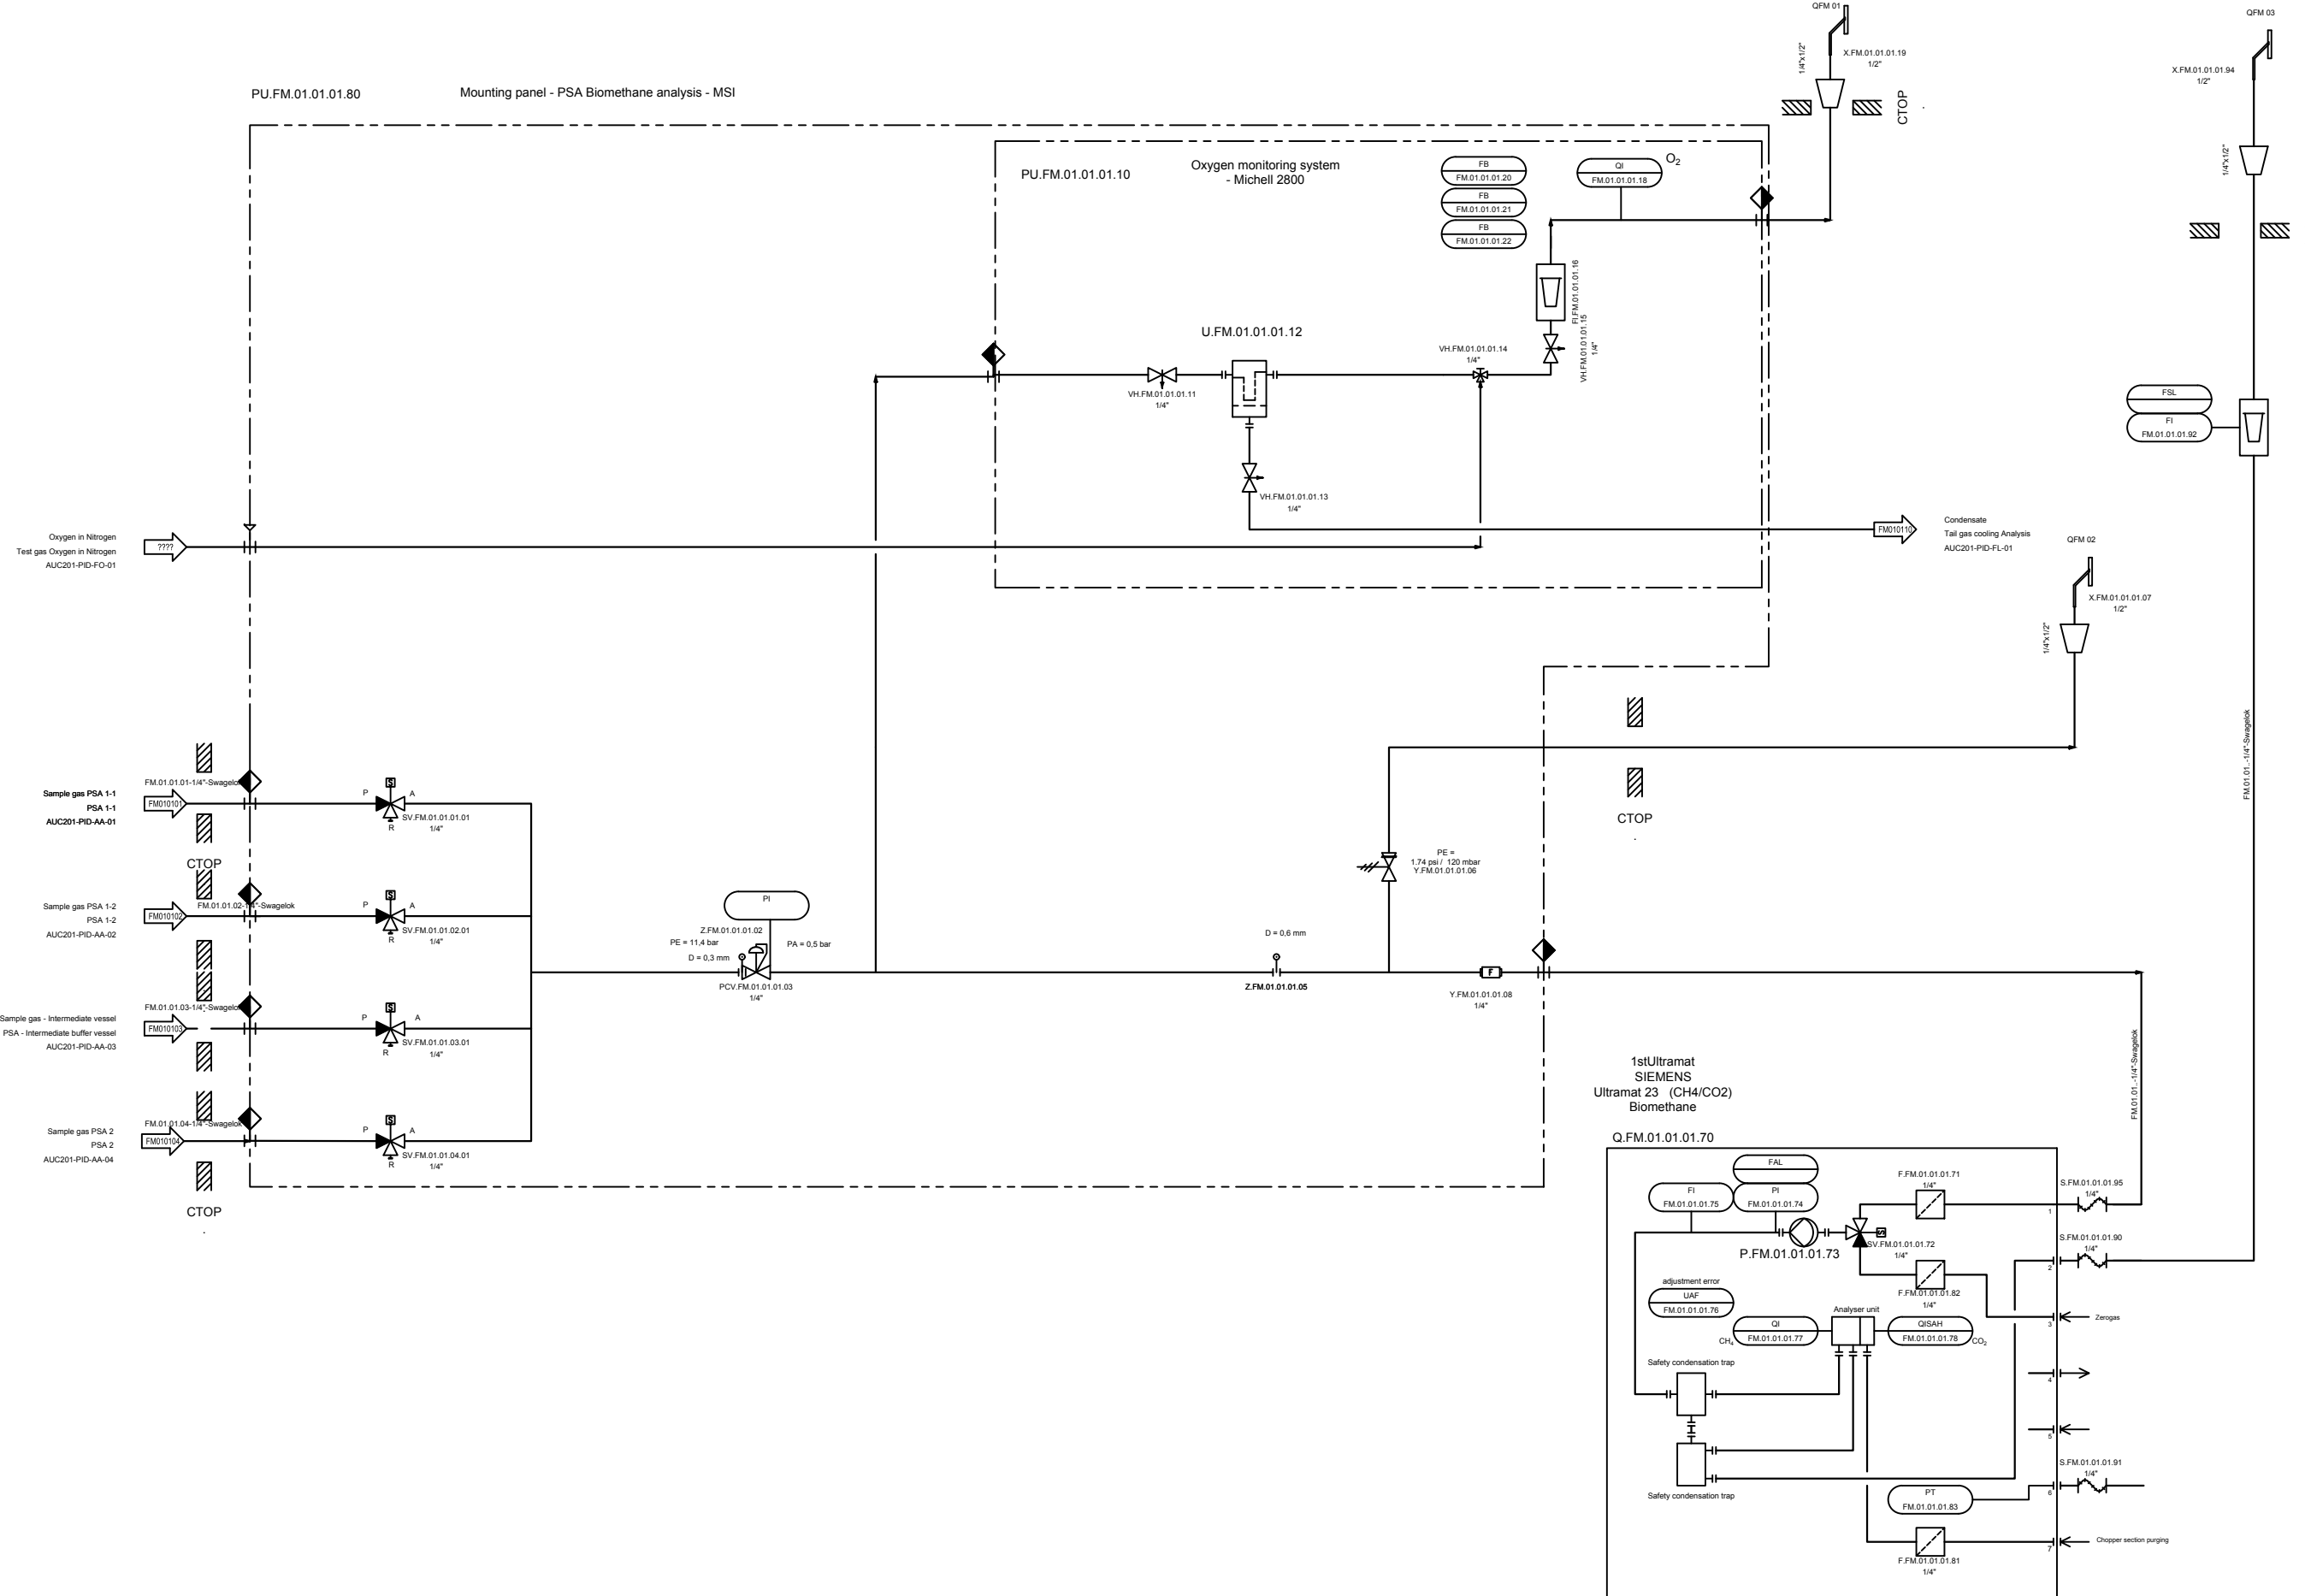 QFM 01
QFM 03
1/4"x1/2"
X.FM.01.01.01.19
1/2"
X.FM.01.01.01.94
1/2"
CTOP
.
1/4"x1/2"
PU.FM.01.01.01.80
Mounting panel - PSA Biomethane analysis - MSI
PU.FM.01.01.01.10
Oxygen monitoring system
- Michell 2800
FB
FM.01.01.01.20
FB
FM.01.01.01.21
FB
FM.01.01.01.22
QI
FM.01.01.01.18
O2
FI.FM.01.01.01.16
VH.FM.01.01.01.15
1/4"
U.FM.01.01.01.12
VH.FM.01.01.01.14
1/4"
VH.FM.01.01.01.11
1/4"
VH.FM.01.01.01.13
1/4"
FSL
FI
FM.01.01.01.92
Oxygen in Nitrogen
Test gas Oxygen in Nitrogen
AUC201-PID-FO-01
????
FM010110
Condensate
Tail gas cooling Analysis
AUC201-PID-FL-01
QFM 02
X.FM.01.01.01.07
1/2"
1/4"x1/2"
FM.01.01..-1/4"-Swagelok
CTOP
.
FM.01.01.01-1/4"-Swagelok
Sample gas PSA 1-1
PSA 1-1
AUC201-PID-AA-01
FM010101
P
A
R
S
SV.FM.01.01.01.01
1/4"
CTOP
FM.01.01.02-1/4"-Swagelok
Sample gas PSA 1-2
PSA 1-2
AUC201-PID-AA-02
FM010102
P
A
R
S
SV.FM.01.01.02.01
1/4"
PE =
1.74 psi / 120 mbar
Y.FM.01.01.01.06
PI
Z.FM.01.01.01.02
PE = 11,4 bar
D = 0,3 mm
PA = 0,5 bar
PCV.FM.01.01.01.03
1/4"
D = 0,6 mm
Z.FM.01.01.01.05
F
Y.FM.01.01.01.08
1/4"
FM.01.01.03-1/4"-Swagelok
Sample gas - Intermediate vessel
PSA - Intermediate buffer vessel
AUC201-PID-AA-03
FM010103
P
A
R
S
SV.FM.01.01.03.01
1/4"
FM.01.01.04-1/4"-Swagelok
Sample gas PSA 2
PSA 2
AUC201-PID-AA-04
FM010104
P
A
R
S
SV.FM.01.01.04.01
1/4"
CTOP
.
FM.01.01..-1/4"-Swagelok
1stUltramat
SIEMENS
Ultramat 23 (CH4/CO2)
Biomethane
Q.FM.01.01.01.70
FAL
FI
FM.01.01.01.75
PI
FM.01.01.01.74
F.FM.01.01.01.71
1/4"
S.FM.01.01.01.95
1/4"
1
P.FM.01.01.01.73
S
SV.FM.01.01.01.72
1/4"
S.FM.01.01.01.90
1/4"
2
F.FM.01.01.01.82
1/4"
adjustment error
UAF
FM.01.01.01.76
Analyser unit
3
Zerogas
QI
FM.01.01.01.77
CH4
QISAH
FM.01.01.01.78
CO2
Safety condensation trap
4
5
Safety condensation trap
S.FM.01.01.01.91
1/4"
6
PT
FM.01.01.01.83
7
Chopper section purging
F.FM.01.01.01.81
1/4"